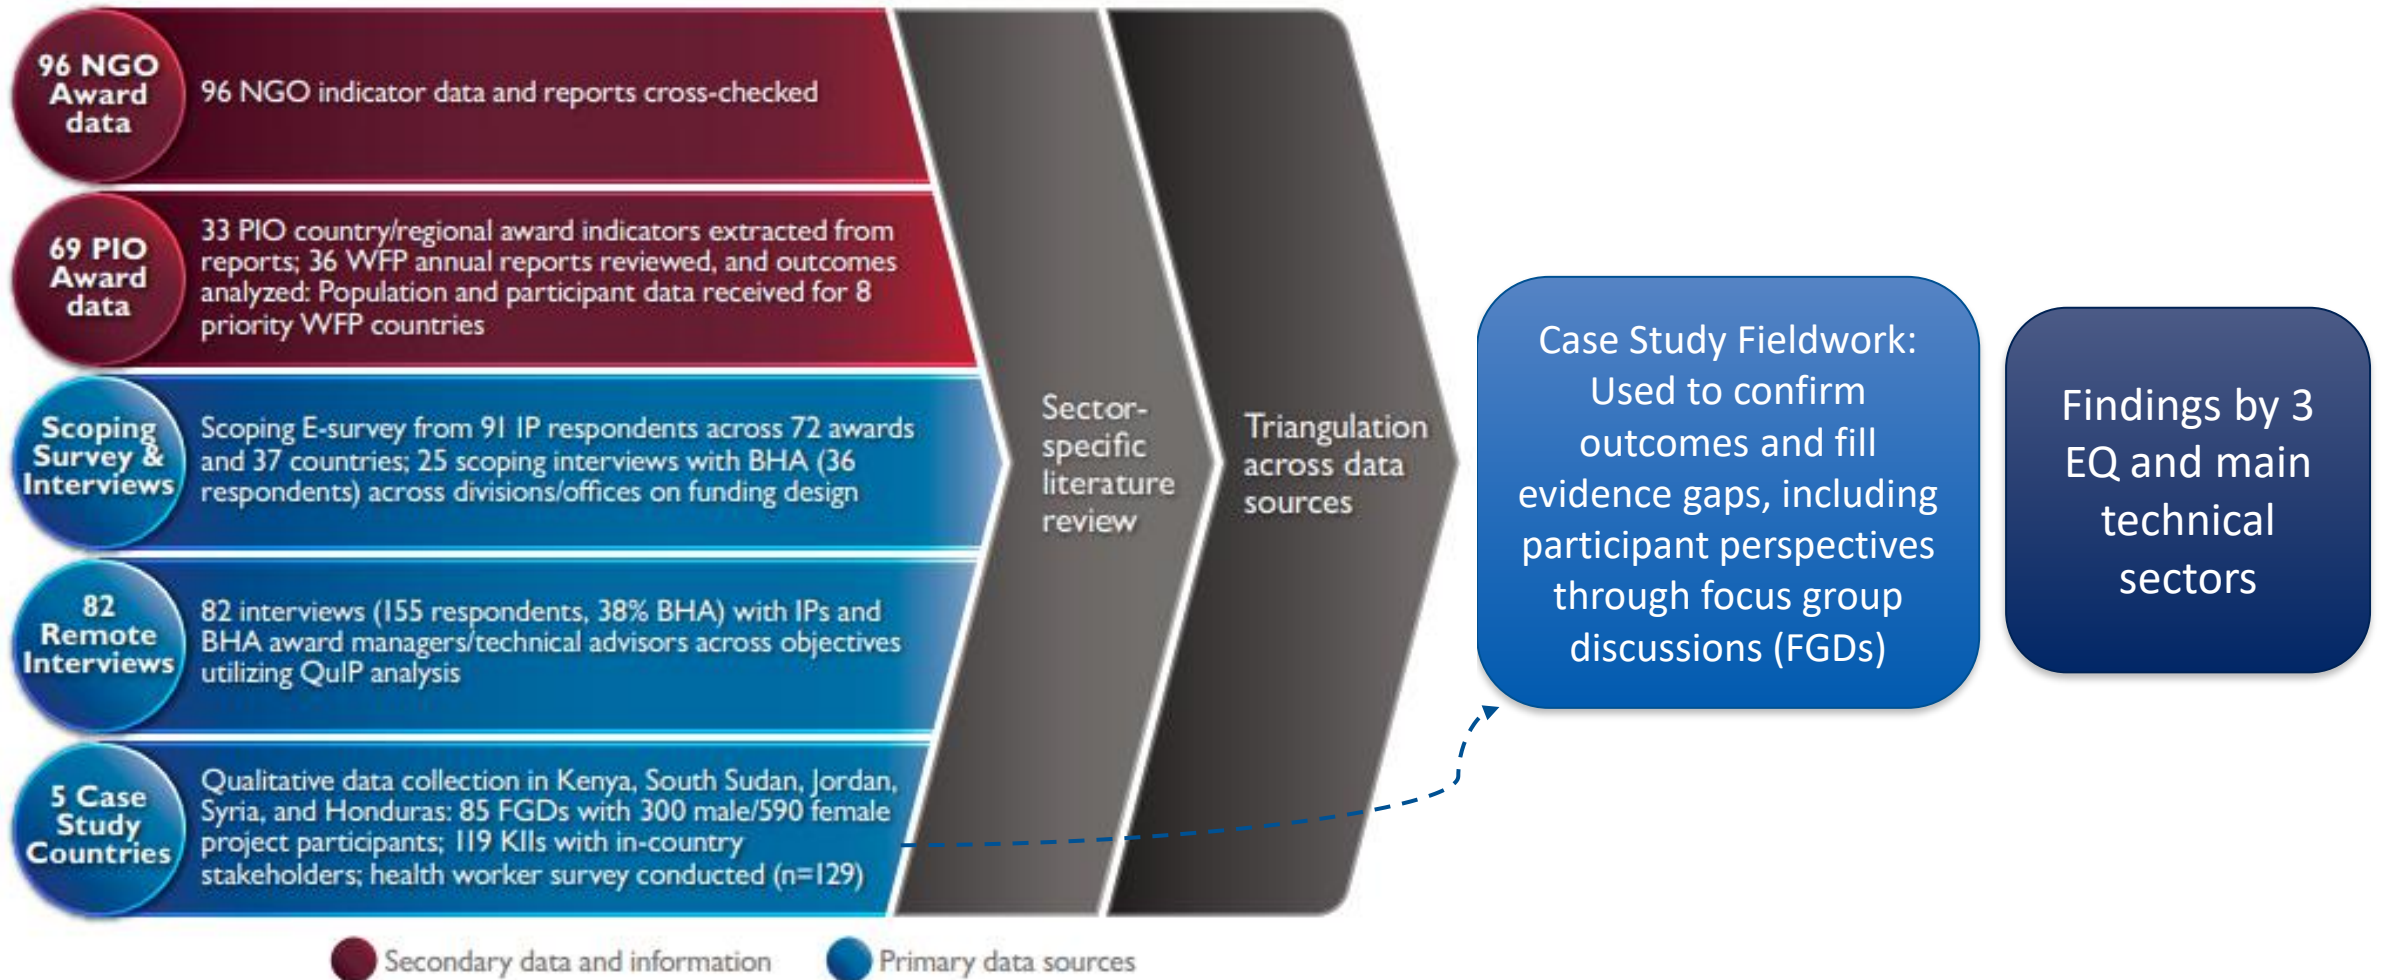 96 NGO
Award
data
96 NGO indicator data and reports cross-checked
69 PIO
Award
data
33 PIO country/regional award indicators extracted from
reports; 36 WFP annual reports reviewed, and outcomes
analyzed: Population and participant data received for 8
priority WFP countries
Scoping
Survey &
Interviews
Scoping E-survey from 91 IP respondents across 72 awards
and 37 countries; 25 scoping interviews with BHA (36
respondents) across divisions/offices on funding design
82
Remote
Interviews
82 interviews (155 respondents, 38% BHA) with IPs and
BHA award managers/technical advisors across objectives
utilizing QuIP analysis
5 Case
Study
Countries
Qualitative data collection in Kenya, South Sudan, Jordan,
Syria, and Honduras: 85 FGDs with 300 male/590 female
project participants; 119 KIIs with in-country
stakeholders; health worker survey conducted (n=129)
Sector-
specific
literature
review
Triangulation
across data
sources
Case Study Fieldwork:
Used to confirm
outcomes and fill
evidence gaps, including
participant perspectives
through focus group
discussions (FGDs)
Findings by 3
EQ and main
technical
sectors
Secondary data and information
Primary data sources